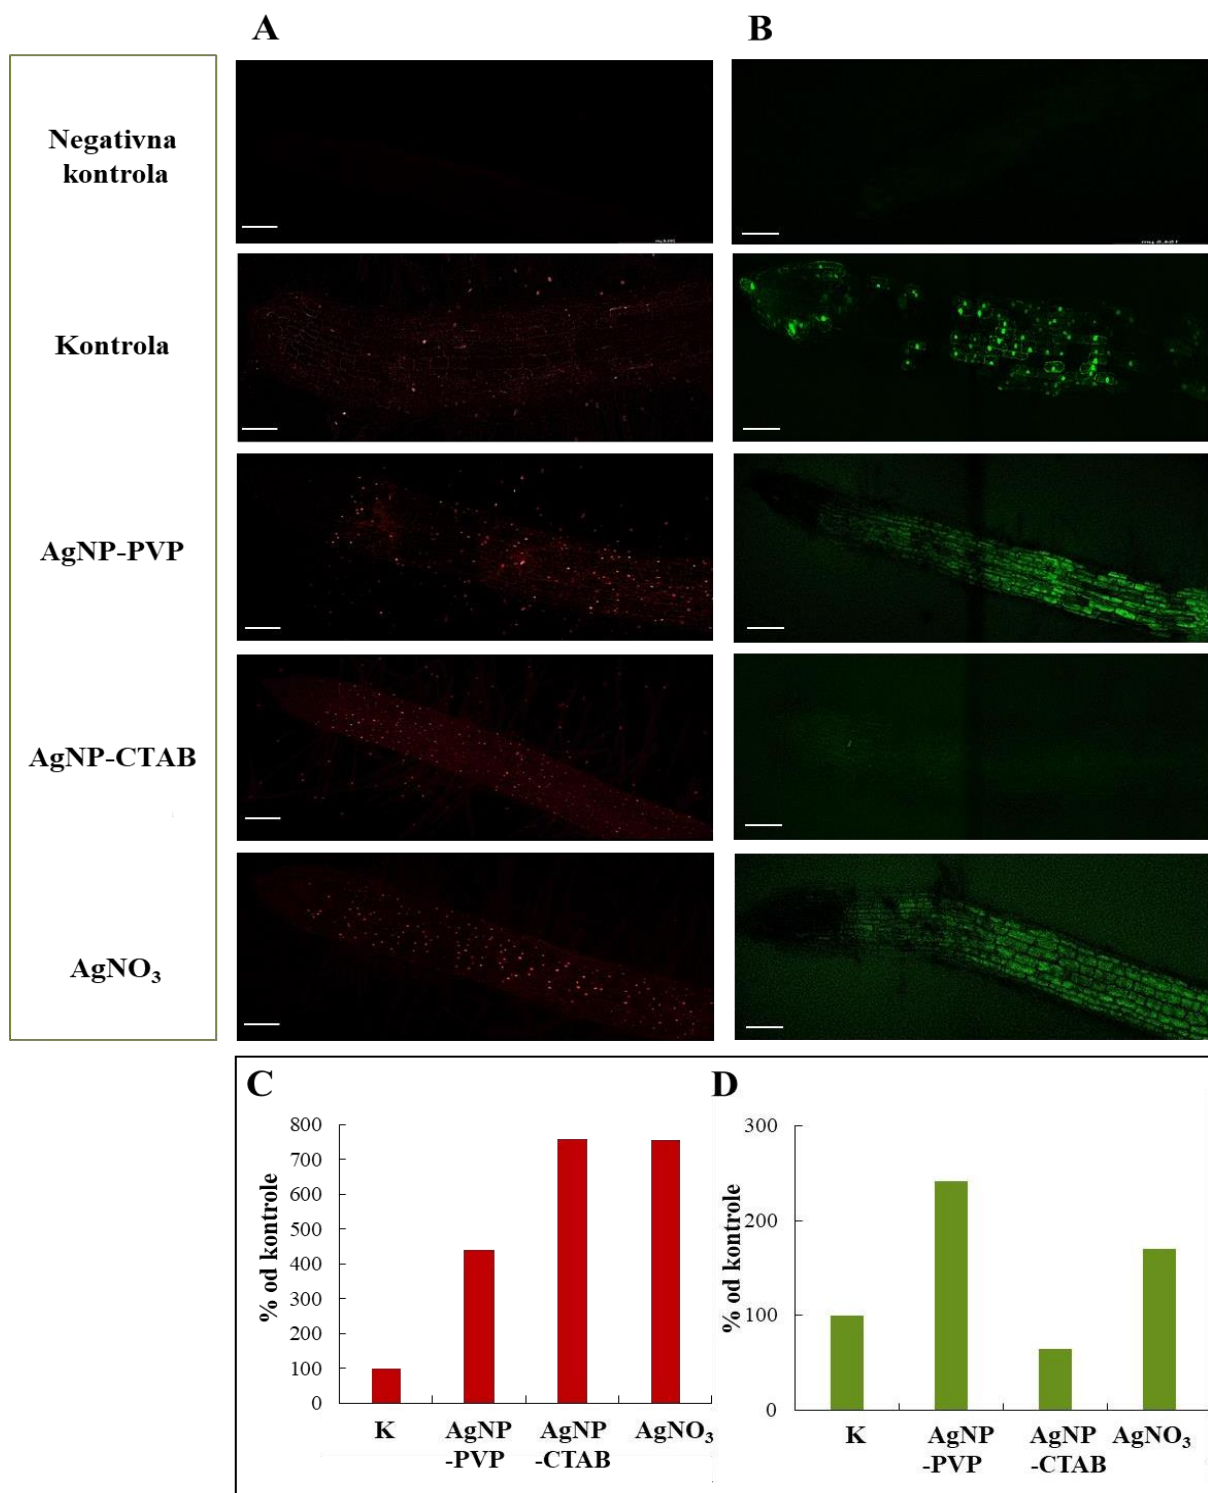 A
B
Negativna
kontrola
Kontrola
AgNP-PVP
AgNP-CTAB
AgNO₃
C
D
800
700
600
500
400
300
200
100
0
% od kontrole
K
AgNP
-PVP
AgNP
-CTAB
AgNO₃
300
200
100
0
% od kontrole
K
AgNP
-PVP
AgNP
-CTAB
AgNO₃